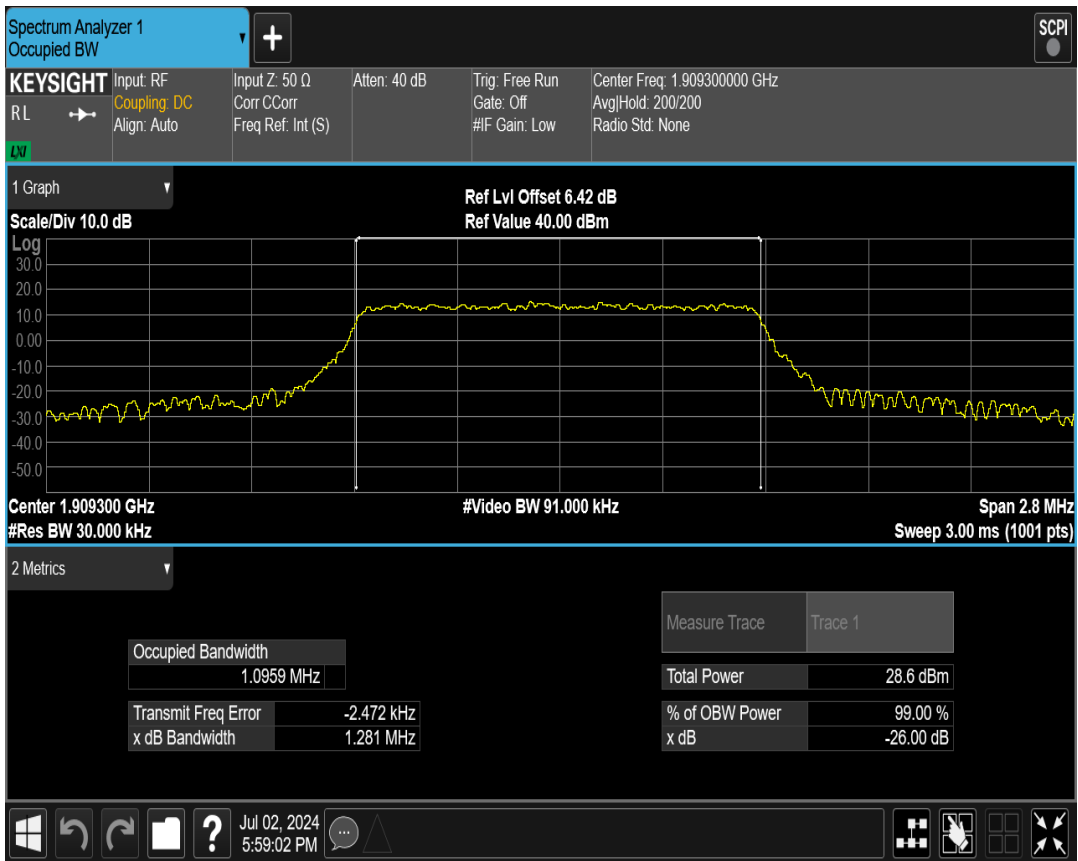 Spectrum Analyzer 1
Occupied BW
+
SCPI
KEYSIGHT
R L
LXI
Input: RF
Coupling: DC
Align: Auto
Input Z: 50 Ω
Corr CCorr
Freq Ref: Int (S)
Atten: 40 dB
Trig: Free Run
Gate: Off
#IF Gain: Low
Center Freq: 1.909300000 GHz
Avg|Hold: 200/200
Radio Std: None
1 Graph
Ref Lvl Offset 6.42 dB
Scale/Div 10.0 dB
Ref Value 40.00 dBm
Log
30.0
20.0
10.0
0.00
-10.0
-20.0
-30.0
-40.0
-50.0
Center 1.909300 GHz
#Video BW 91.000 kHz
Span 2.8 MHz
#Res BW 30.000 kHz
Sweep 3.00 ms (1001 pts)
2 Metrics
Measure Trace
Trace 1
Occupied Bandwidth
1.0959 MHz
Total Power
28.6 dBm
Transmit Freq Error
-2.472 kHz
% of OBW Power
99.00 %
x dB Bandwidth
1.281 MHz
x dB
-26.00 dB
?
Jul 02, 2024
5:59:02 PM